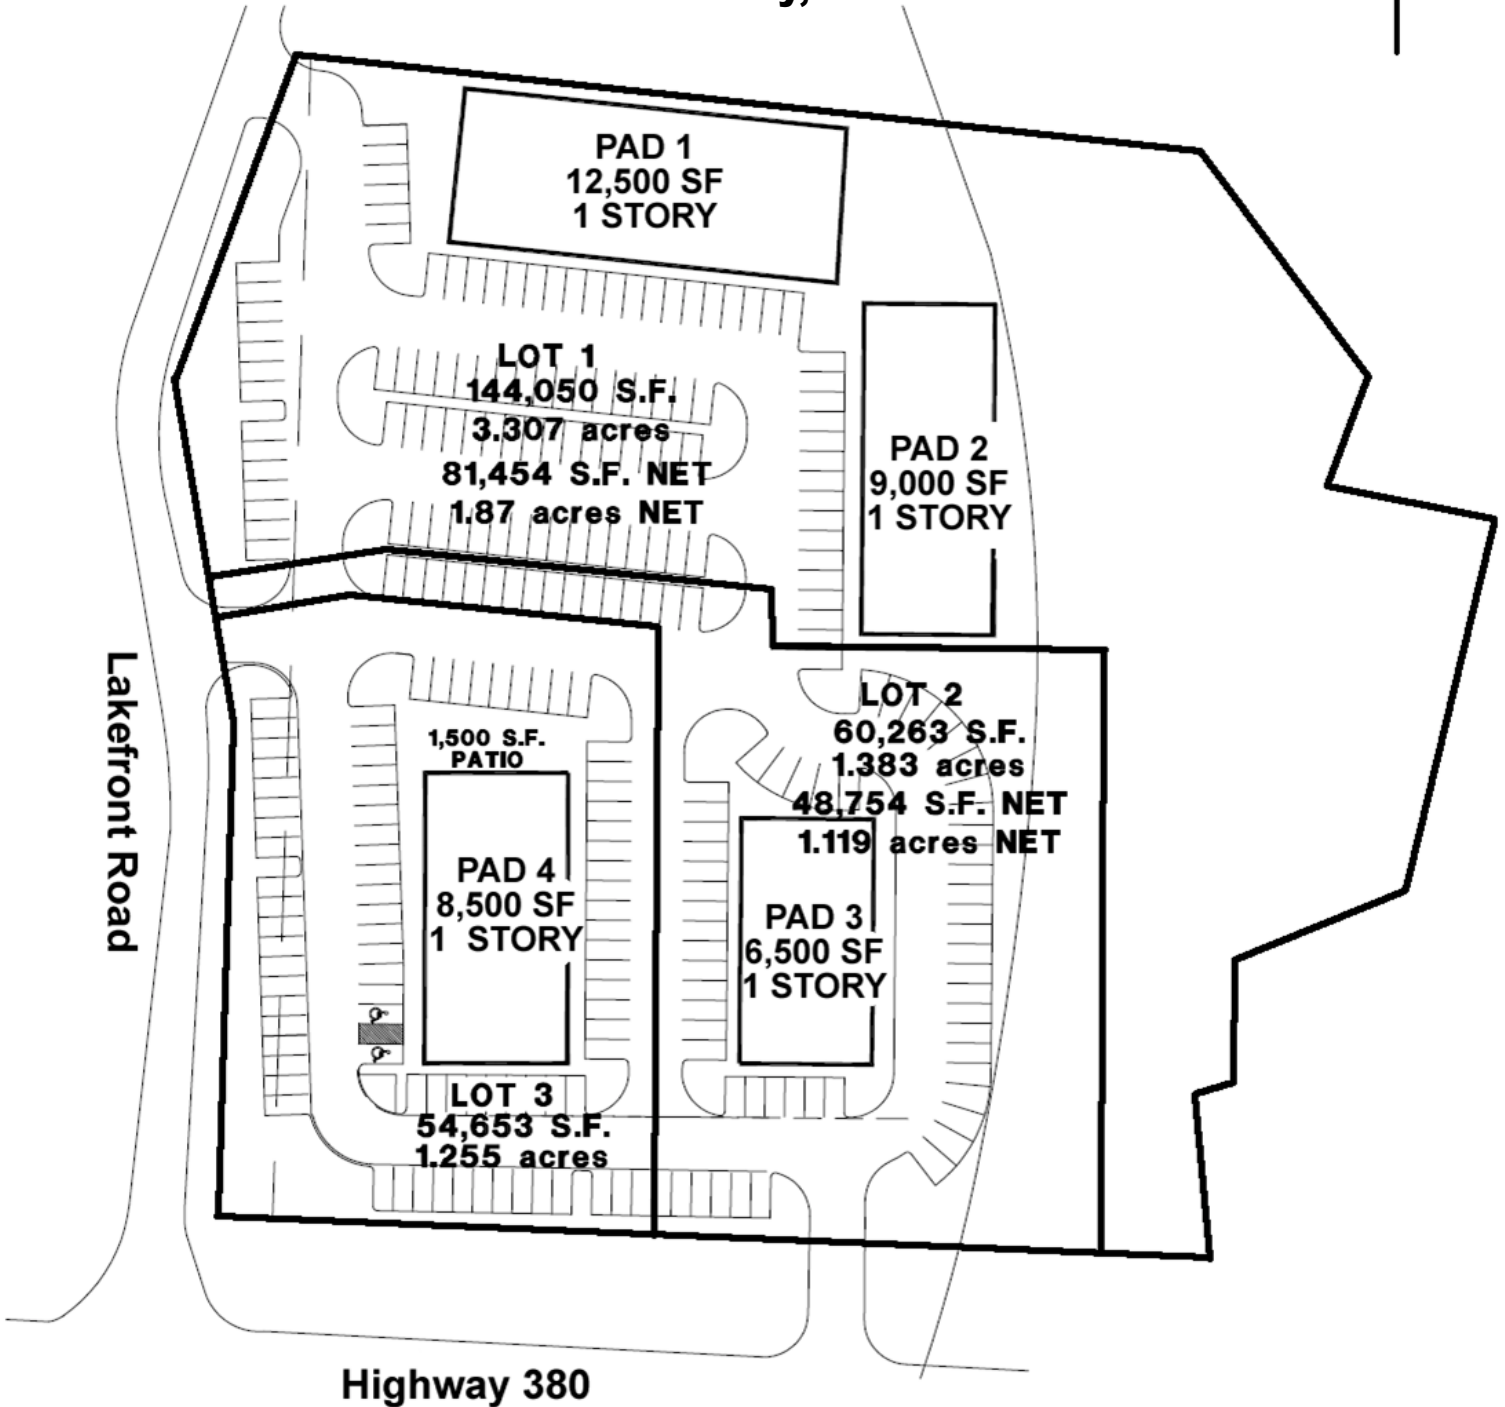 PAD 1
12,500 SF
1 STORY
LOT 1
144,050 S.F.
3.307 acres
81,454 S.F. NET
1.87 acres NET
PAD 2
9,000 SF
1 STORY
LOT 2
60,263 S.F.
1.383 acres
48,754 S.F. NET
1.119 acres NET
1,500 S.F.
PATIO
PAD 4
8,500 SF
1 STORY
PAD 3
6,500 SF
1 STORY
LOT 3
54,653 S.F.
1.255 acres
Lakefront Road
Highway 380